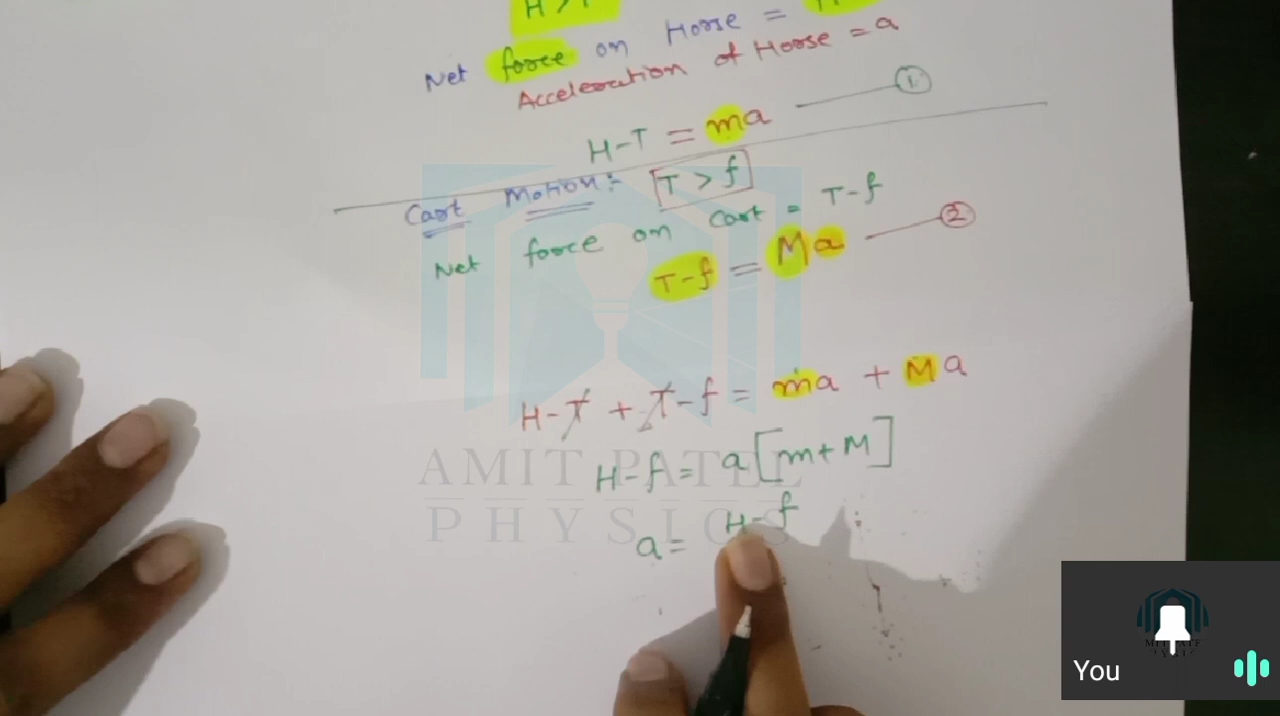 H > T
Net force on Horse =
Acceleration of Horse = a
H-T = ma ①
Cart Motion:- T > f
Net force on Cart = T-f
T-f = Ma ②
H-T + T-f = ma + Ma
H-f = a[m+M]
a = H-f
AMIT PATEL
PHYSICS
You